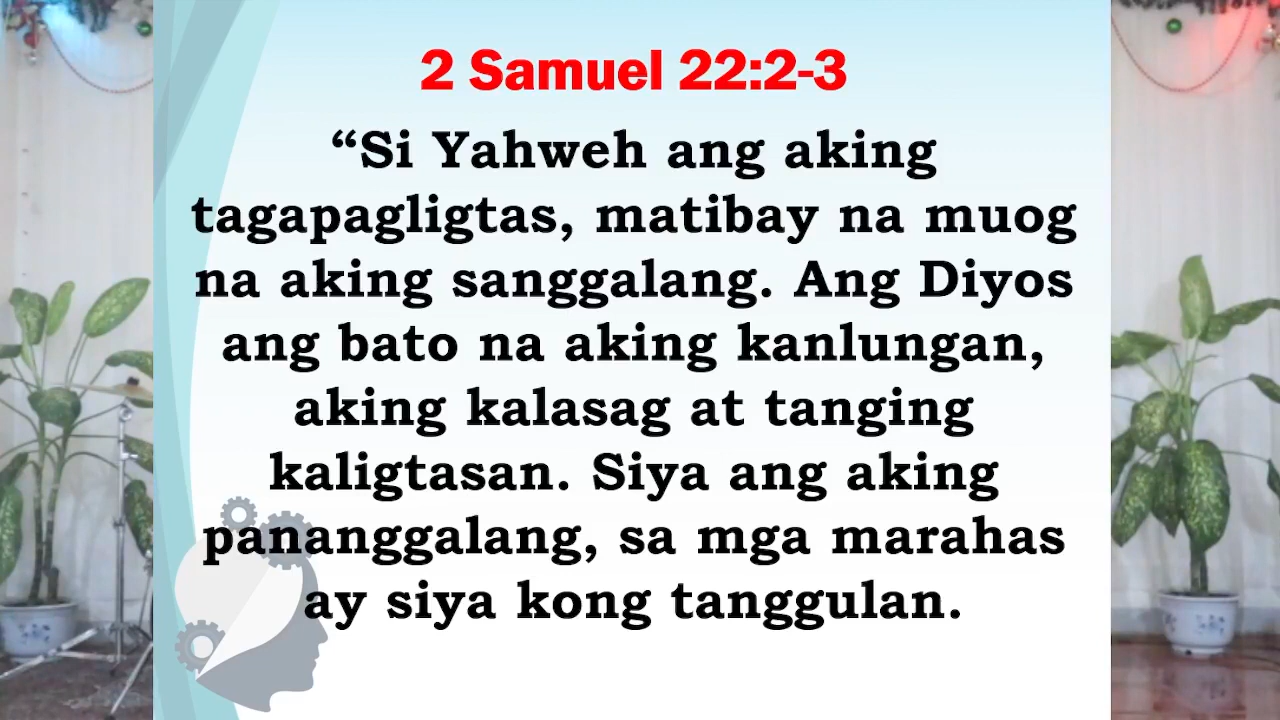 2 Samuel 22:2-3
“Si Yahweh ang aking
tagapagligtas, matibay na muog
na aking sanggalang. Ang Diyos
ang bato na aking kanlungan,
aking kalasag at tanging
kaligtasan. Siya ang aking
pananggalang, sa mga marahas
ay siya kong tanggulan.